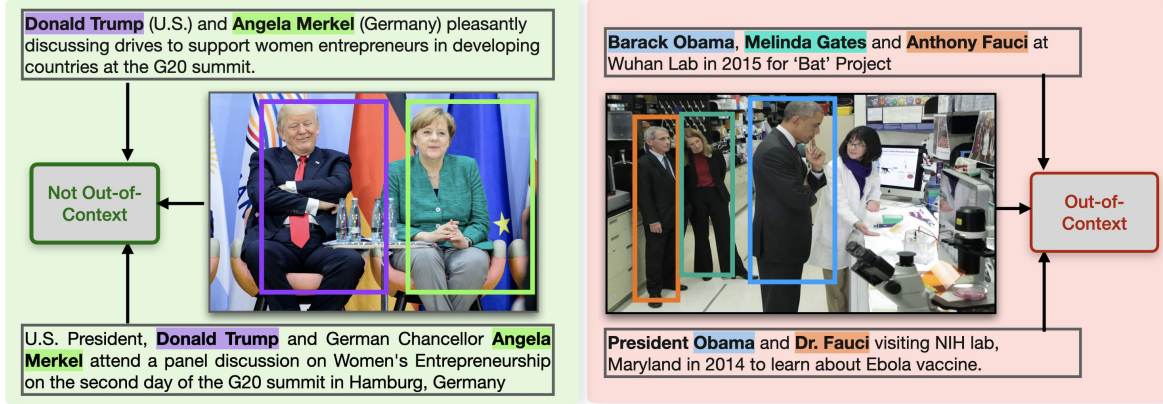 Donald Trump (U.S.) and Angela Merkel (Germany) pleasantly
discussing drives to support women entrepreneurs in developing
countries at the G20 summit.
Not Out-of-
Context
U.S. President, Donald Trump and German Chancellor Angela
Merkel attend a panel discussion on Women's Entrepreneurship
on the second day of the G20 summit in Hamburg, Germany
Barack Obama, Melinda Gates and Anthony Fauci at
Wuhan Lab in 2015 for ‘Bat’ Project
Out-of-
Context
President Obama and Dr. Fauci visiting NIH lab,
Maryland in 2014 to learn about Ebola vaccine.